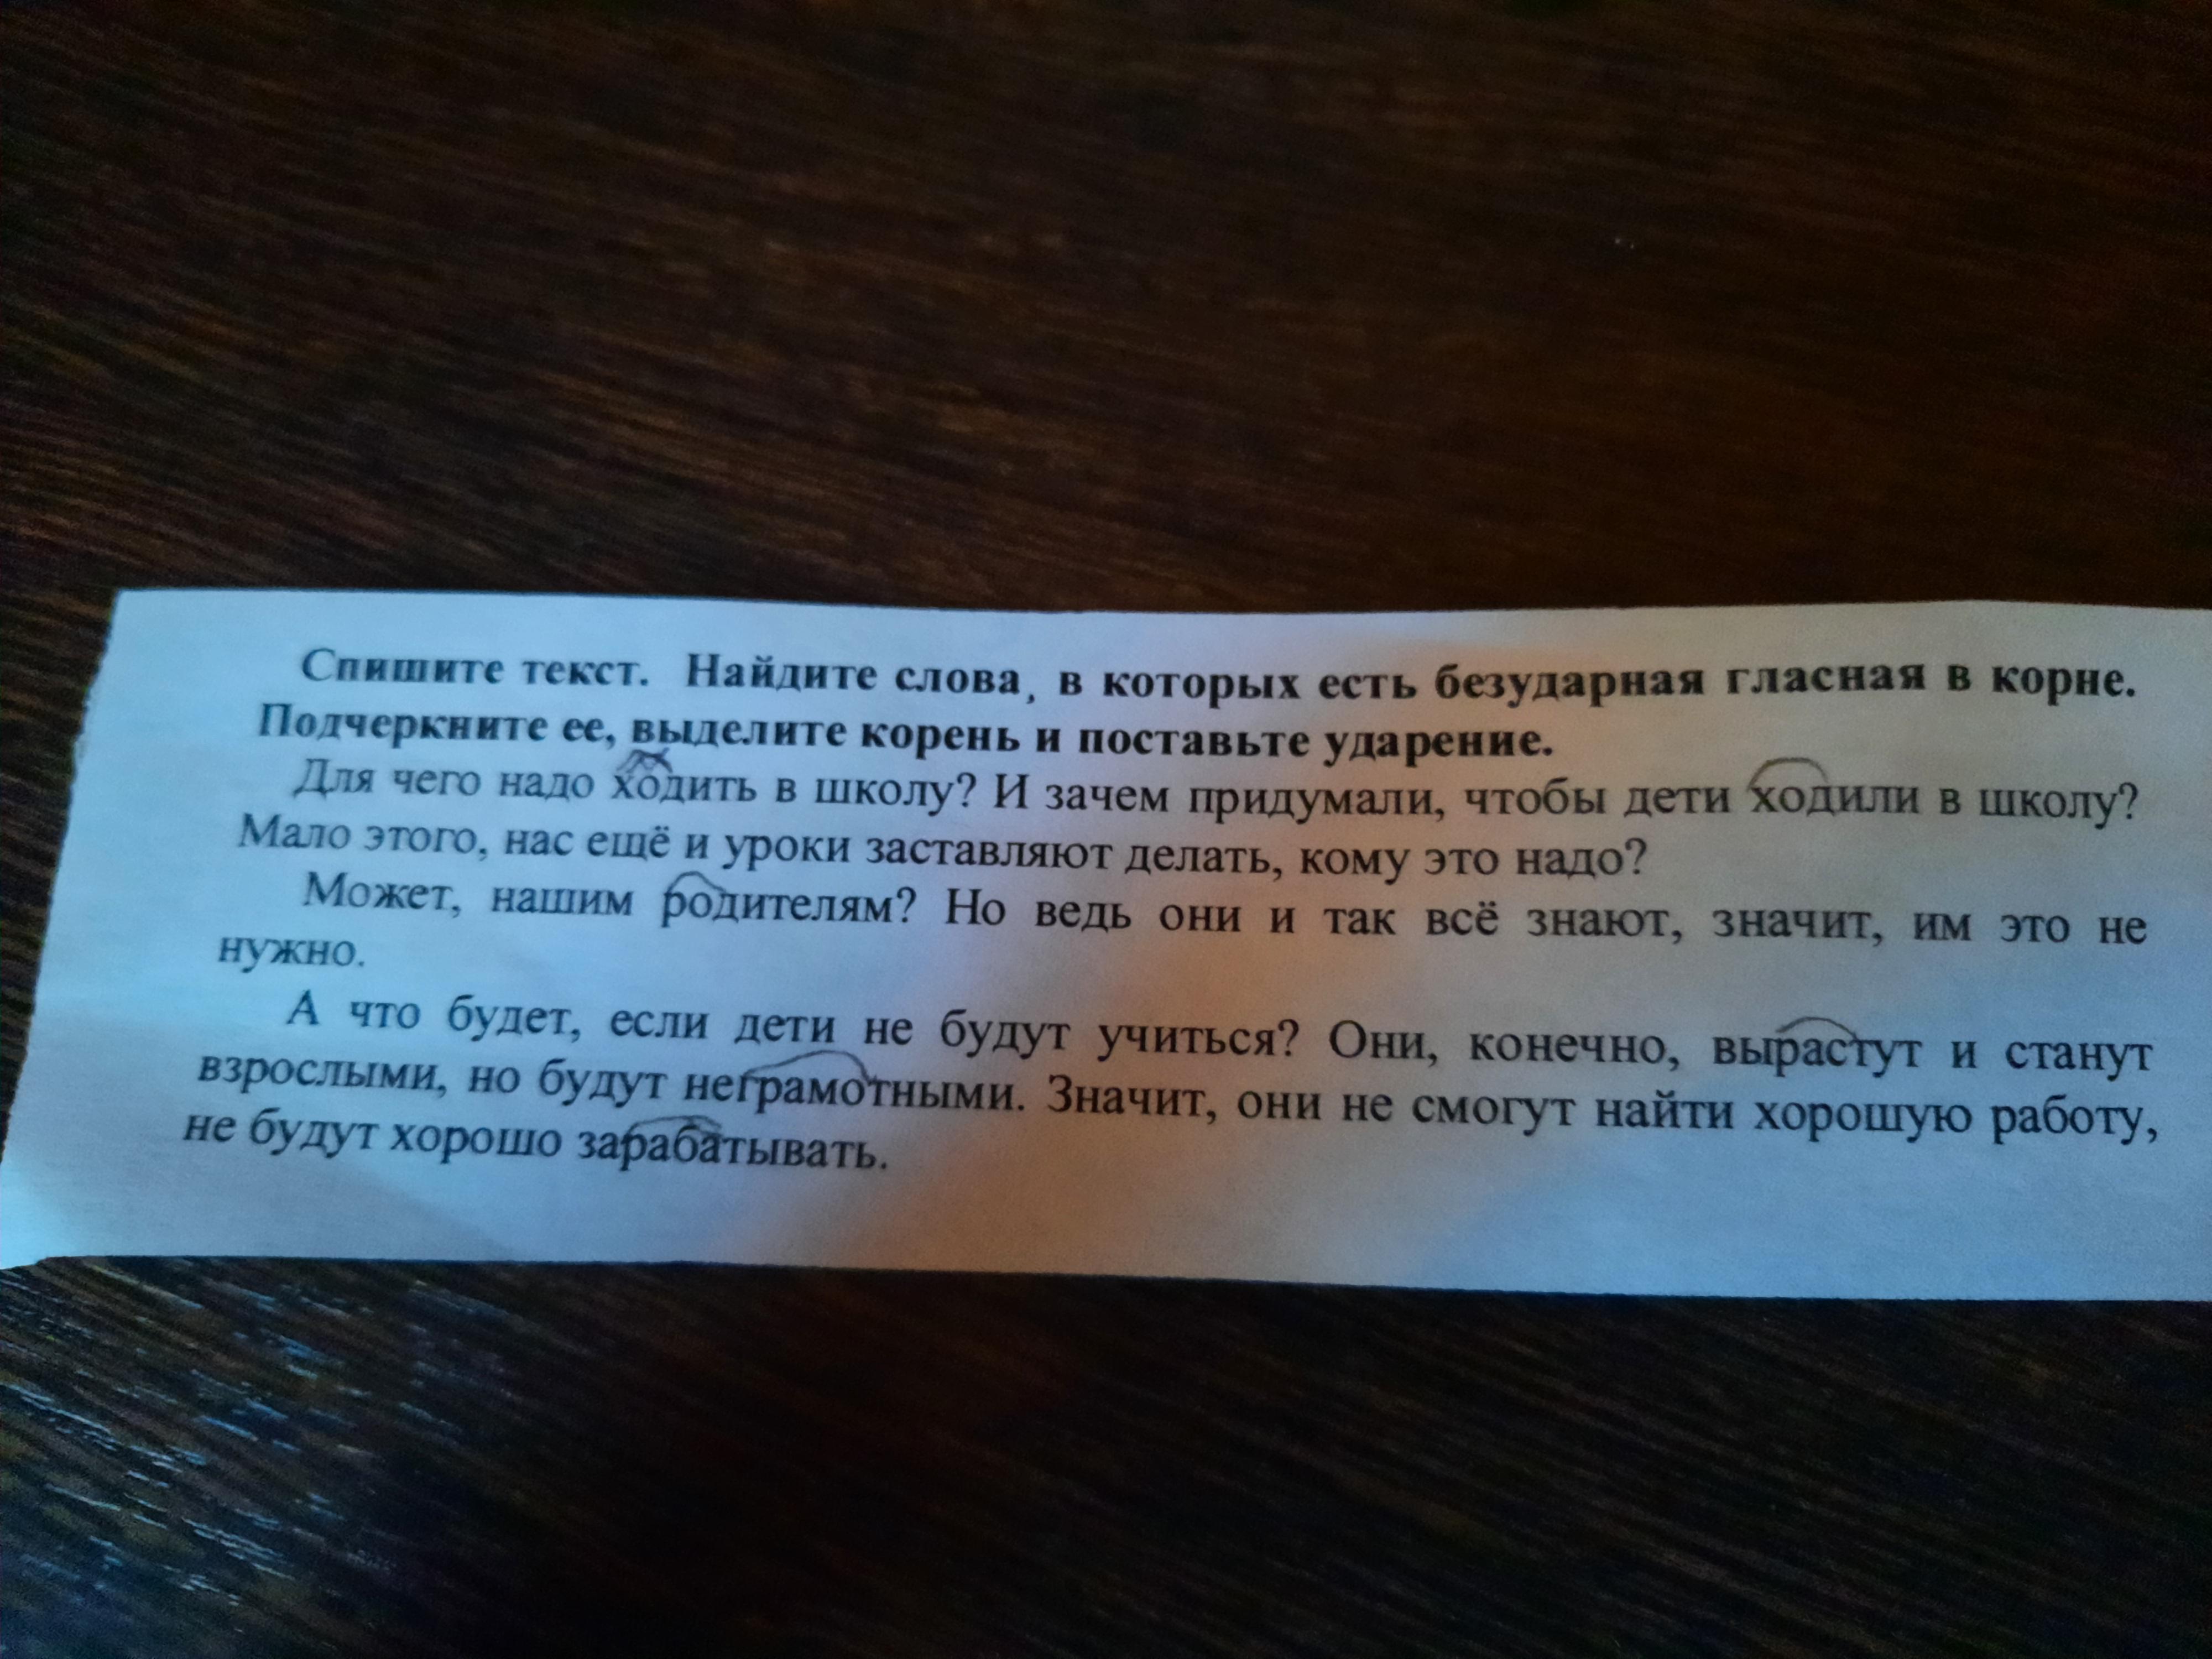 Спишите текст. Найдите слова, в которых есть безударная гласная в корне.
Подчеркните ее, выделите корень и поставьте ударение.
Для чего надо ходить в школу? И зачем придумали, чтобы дети ходили в школу?
Мало этого, нас ещё и уроки заставляют делать, кому это надо?
Может, нашим родителям? Но ведь они и так всё знают, значит, им это не
нужно.
А что будет, если дети не будут учиться? Они, конечно, вырастут и станут
взрослыми, но будут неграмотными. Значит, они не смогут найти хорошую работу,
не будут хорошо зарабатывать.